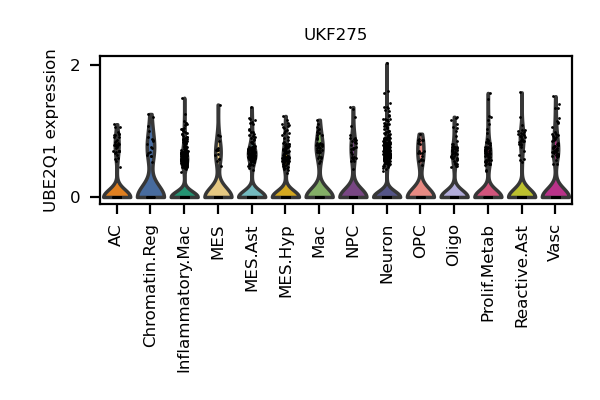 UKF275
UBE2Q1 expression
2
0
AC
Chromatin.Reg
Inflammatory.Mac
MES
MES.Ast
MES.Hyp
Mac
NPC
Neuron
OPC
Oligo
Prolif.Metab
Reactive.Ast
Vasc